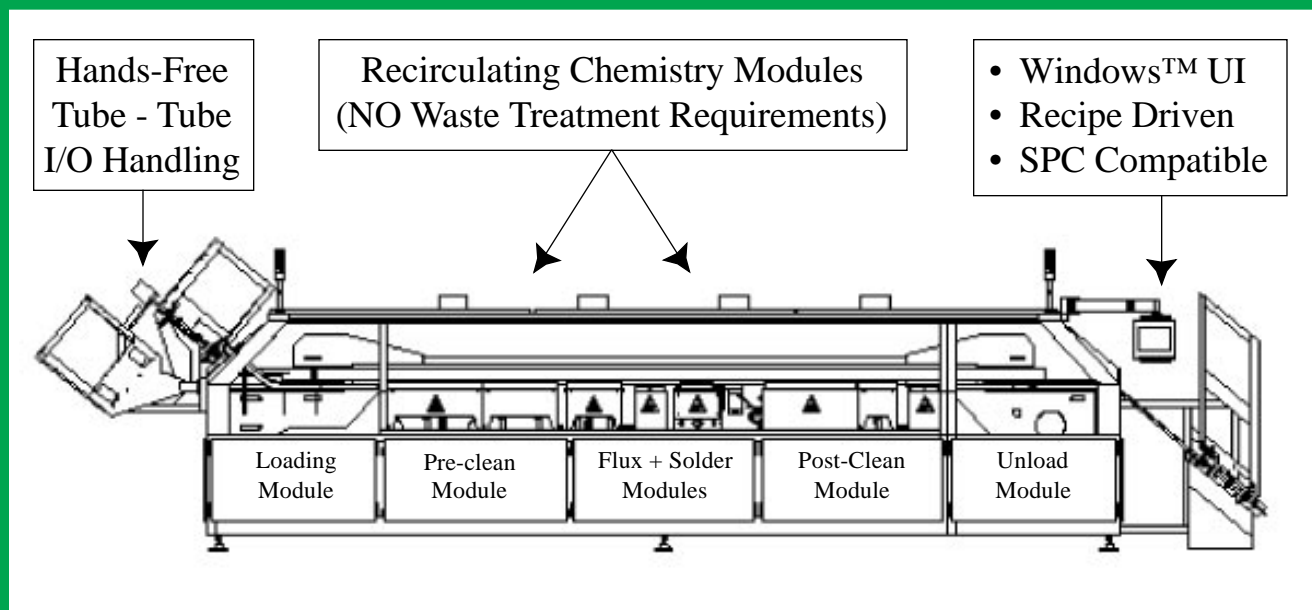 Hands-Free
Tube - Tube
I/O Handling
Recirculating Chemistry Modules
(NO Waste Treatment Requirements)
• Windows™ UI
• Recipe Driven
• SPC Compatible
Loading
Module
Pre-clean
Module
Flux + Solder
Modules
Post-Clean
Module
Unload
Module